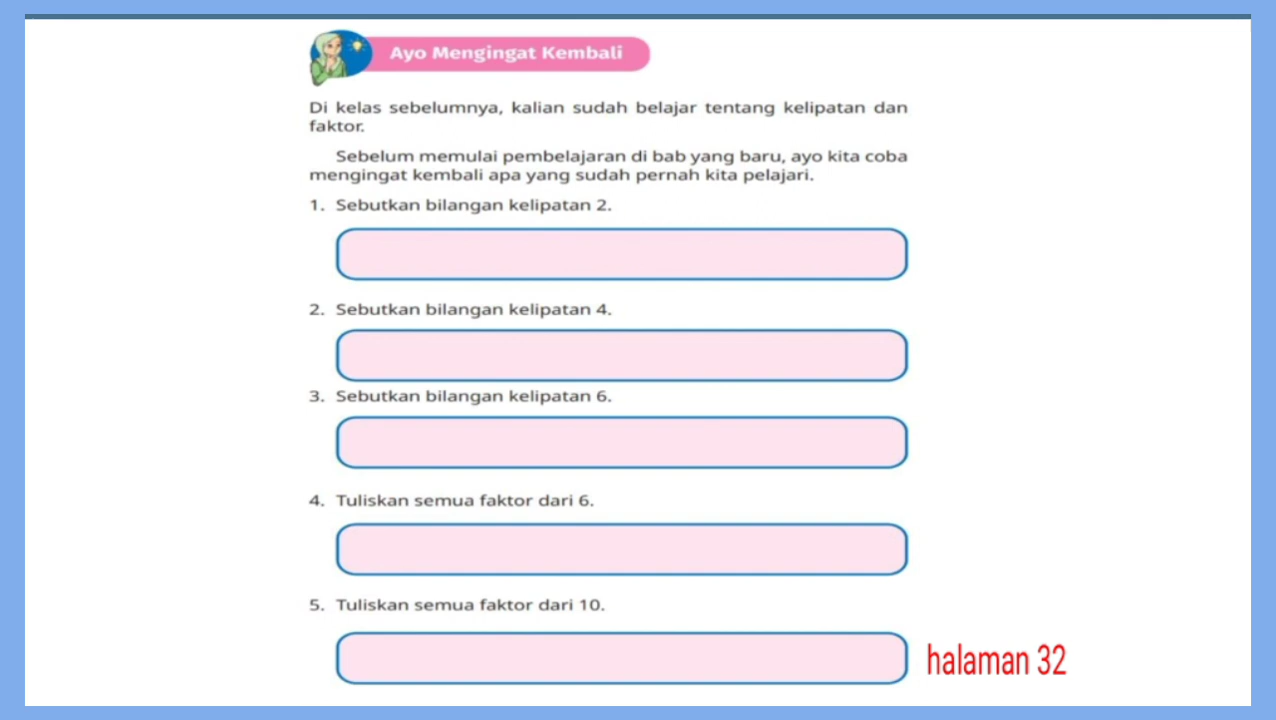 Ayo Mengingat Kembali
Di kelas sebelumnya, kalian sudah belajar tentang kelipatan dan
faktor.
Sebelum memulai pembelajaran di bab yang baru, ayo kita coba
mengingat kembali apa yang sudah pernah kita pelajari.
1. Sebutkan bilangan kelipatan 2.
2. Sebutkan bilangan kelipatan 4.
3. Sebutkan bilangan kelipatan 6.
4. Tuliskan semua faktor dari 6.
5. Tuliskan semua faktor dari 10.
halaman 32